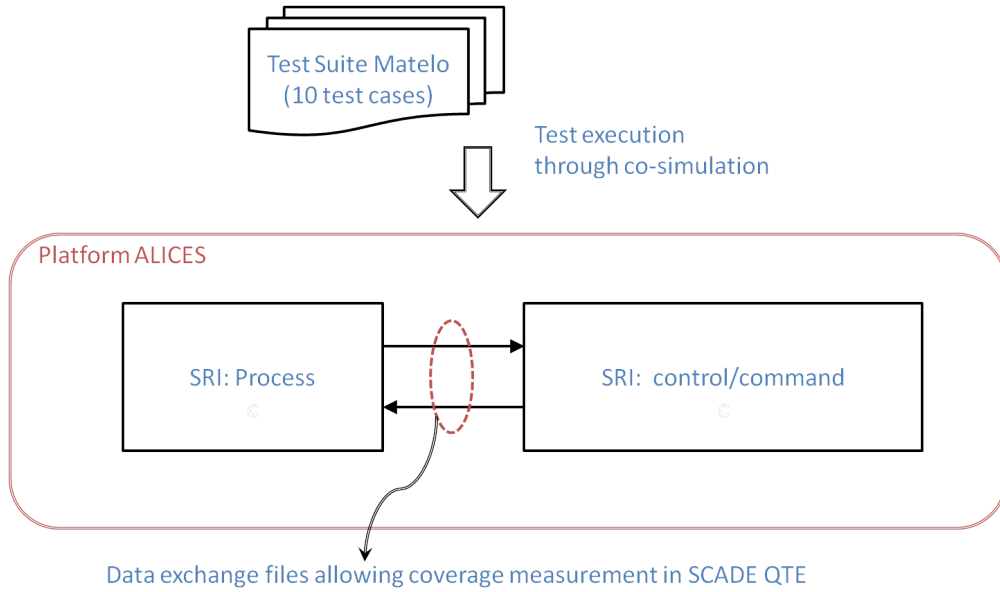 Test Suite Matelo
(10 test cases)
Test execution
through co-simulation
Platform ALICES
SRI: Process
©
SRI: control/command
©
Data exchange files allowing coverage measurement in SCADE QTE